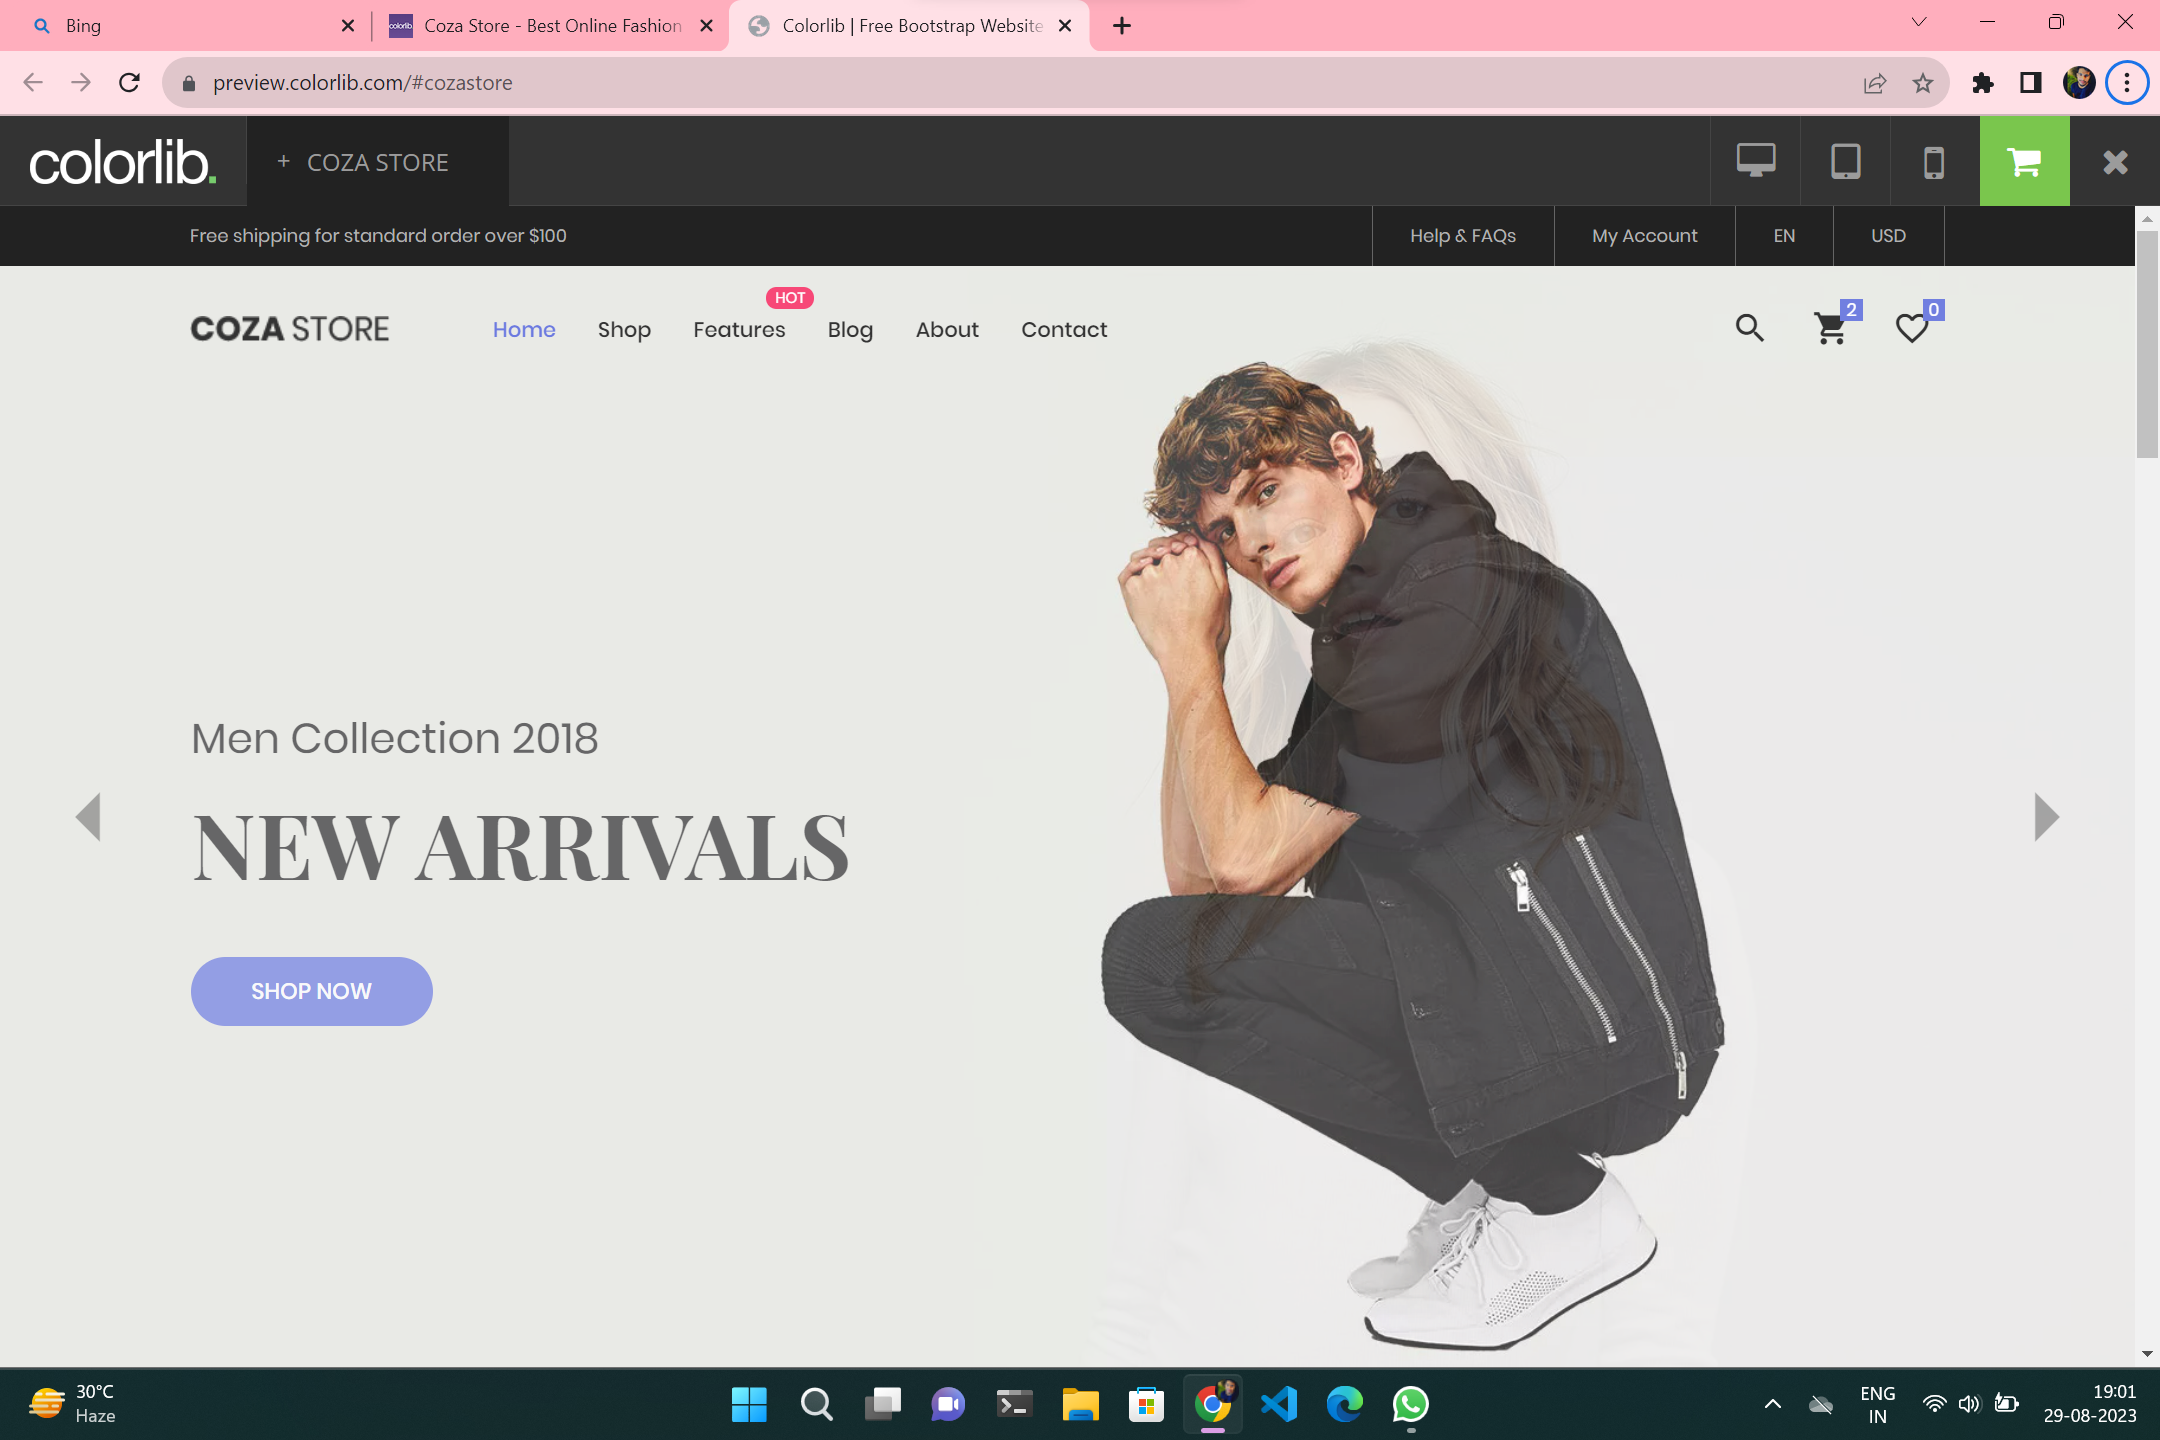 Bing
Coza Store - Best Online Fashion
Colorlib | Free Bootstrap Website
preview.colorlib.com/#cozastore
colorlib.
+ COZA STORE
Free shipping for standard order over $100
Help & FAQs
My Account
EN
USD
COZA STORE
Home
Shop
Features
HOT
Blog
About
Contact
2
0
Men Collection 2018
NEW ARRIVALS
SHOP NOW
30°C
Haze
ENG
IN
19:01
29-08-2023